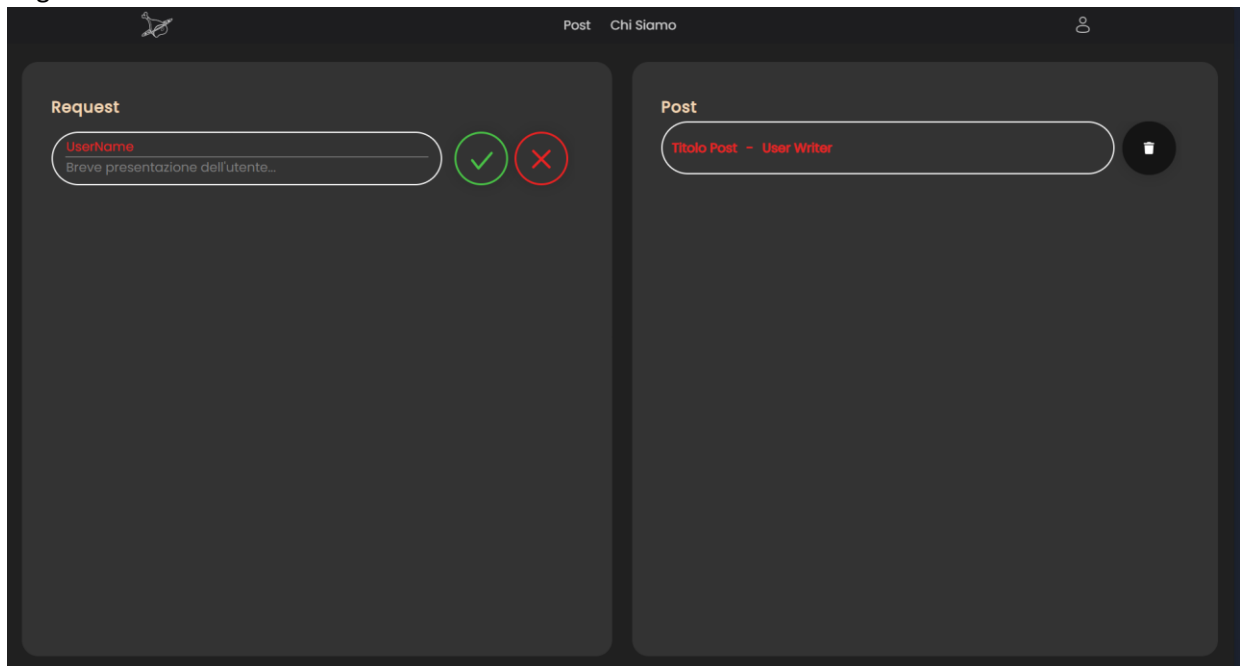 Post Chi Siamo
Request
UserName
Breve presentazione dell'utente...
Post
Titolo Post - User Writer